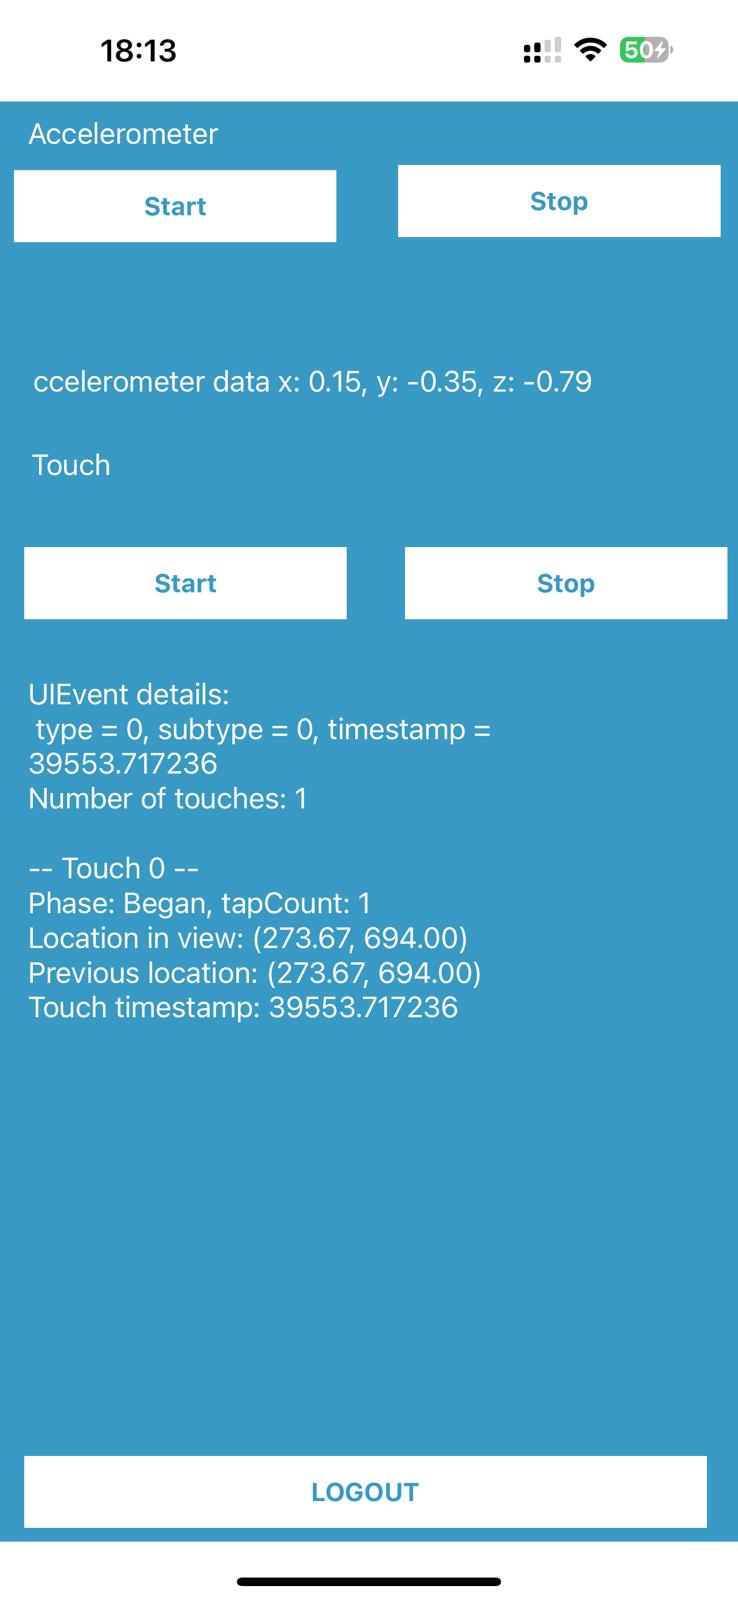 18:13
50
Accelerometer
Start
Stop
ccelerometer data x: 0.15, y: -0.35, z: -0.79
Touch
Start
Stop
UIEvent details:
type = 0, subtype = 0, timestamp =
39553.717236
Number of touches: 1
-- Touch 0 --
Phase: Began, tapCount: 1
Location in view: (273.67, 694.00)
Previous location: (273.67, 694.00)
Touch timestamp: 39553.717236
LOGOUT